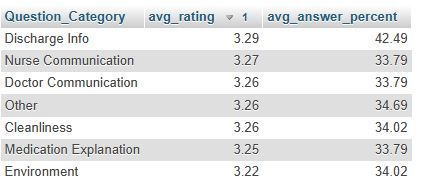 Question_Category avg_rating 1 avg_answer_percent
Discharge Info 3.29 42.49
Nurse Communication 3.27 33.79
Doctor Communication 3.26 33.79
Other 3.26 34.69
Cleanliness 3.26 34.02
Medication Explanation 3.25 33.79
Environment 3.22 34.02